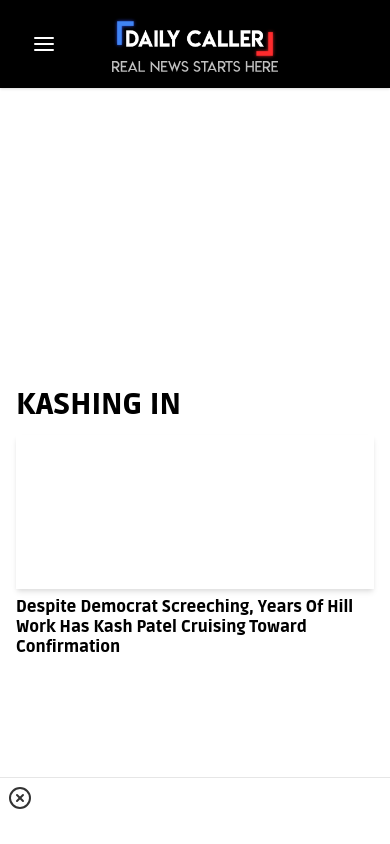 DAILY CALLER
REAL NEWS STARTS HERE
KASHING IN
Despite Democrat Screeching, Years Of Hill
Work Has Kash Patel Cruising Toward
Confirmation